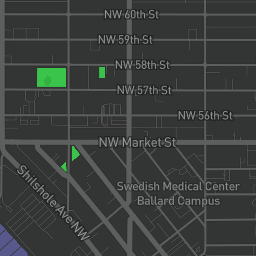 NW 60th St
NW 59th St
NW 58th St
NW 57th St
NW 56th St
NW Market St
Swedish Medical Center
Ballard Campus
Shilshole Ave NW